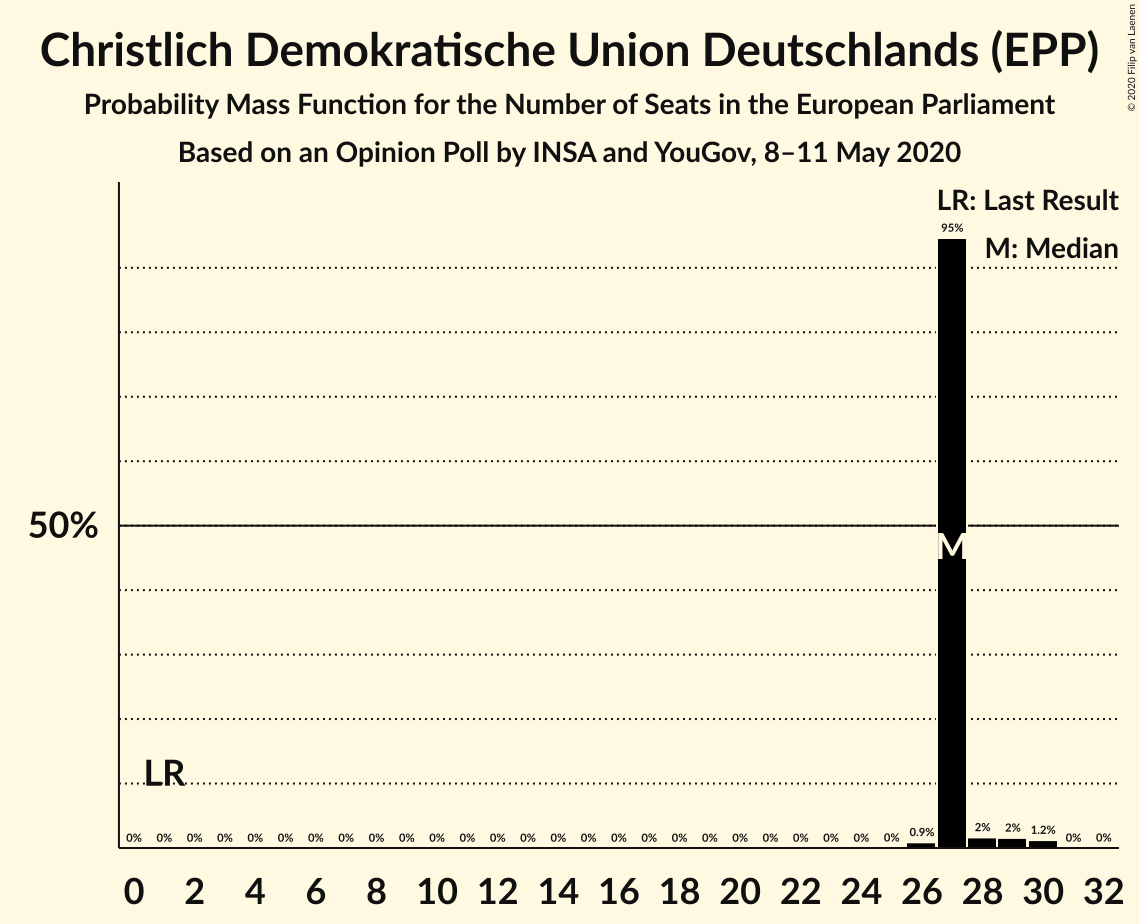 Christlich Demokratische Union Deutschlands (EPP)
Probability Mass Function for the Number of Seats in the European Parliament
Based on an Opinion Poll by INSA and YouGov, 8–11 May 2020
© 2020 Filip van Laenen
LR: Last Result
95%
M: Median
50%
M
LR
0% 0% 0% 0% 0% 0% 0% 0% 0% 0% 0% 0% 0% 0% 0% 0% 0% 0% 0% 0% 0% 0% 0% 0% 0% 0% 0.9% 2% 2% 1.2% 0% 0%
0 2 4 6 8 10 12 14 16 18 20 22 24 26 28 30 32